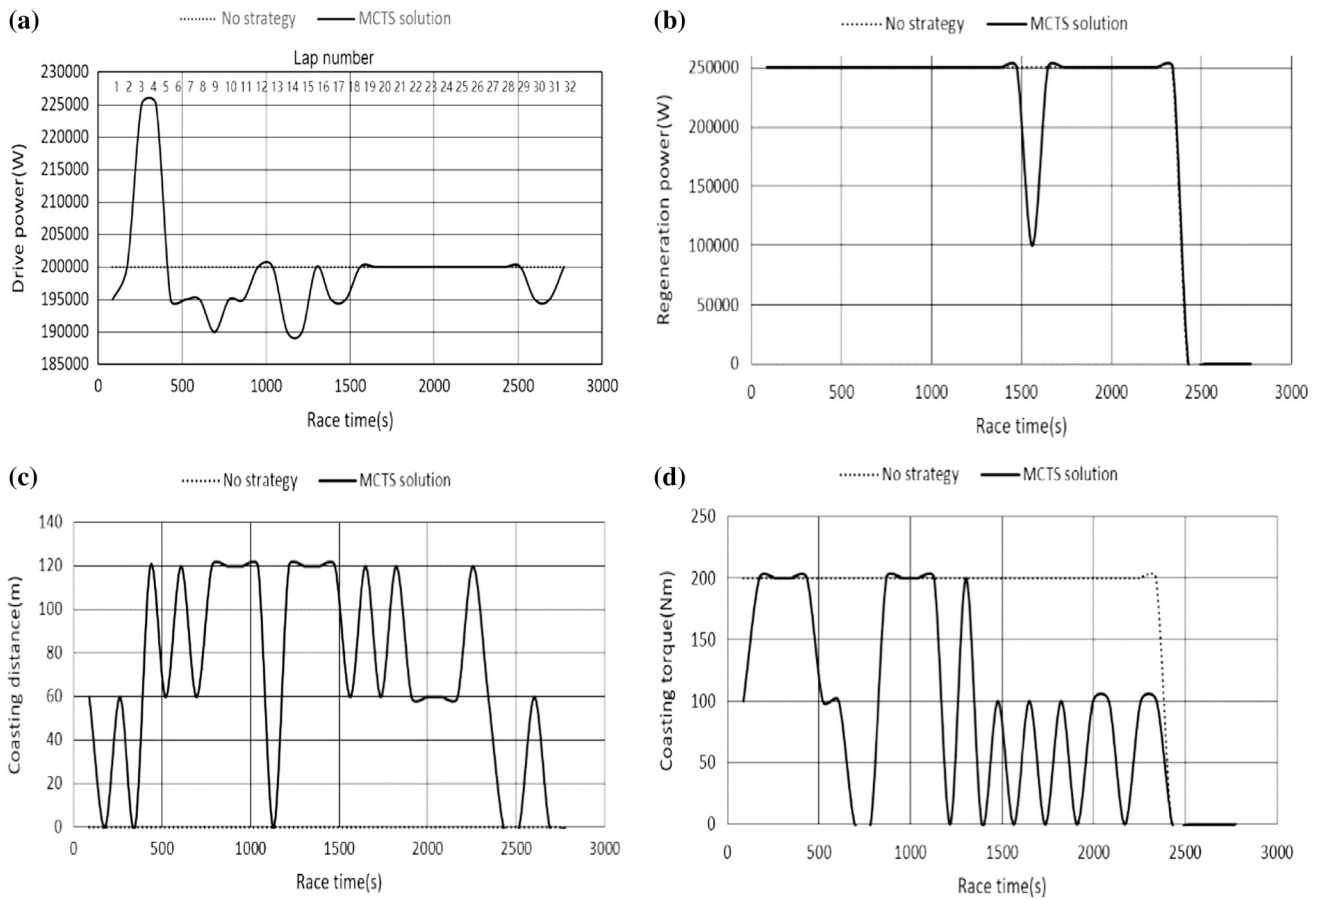 (a)
No strategy MCTS solution
Lap number
1 2 3 4 5 6 7 8 9 10 11 12 13 14 15 16 17 18 19 20 21 22 23 24 25 26 27 28 29 30 31 32
230000
225000
220000
215000
210000
205000
200000
195000
190000
185000
Drive power(W)
0 500 1000 1500 2000 2500 3000
Race time(s)
(b)
No strategy MCTS solution
250000
200000
150000
100000
50000
0
Regeneration power(W)
0 500 1000 1500 2000 2500 3000
Race time(s)
(c)
No strategy MCTS solution
140
120
100
80
60
40
20
0
Coasting distance(m)
0 500 1000 1500 2000 2500 3000
Race time(s)
(d)
No strategy MCTS solution
250
200
150
100
50
0
Coasting torque(Nm)
0 500 1000 1500 2000 2500 3000
Race time(s)